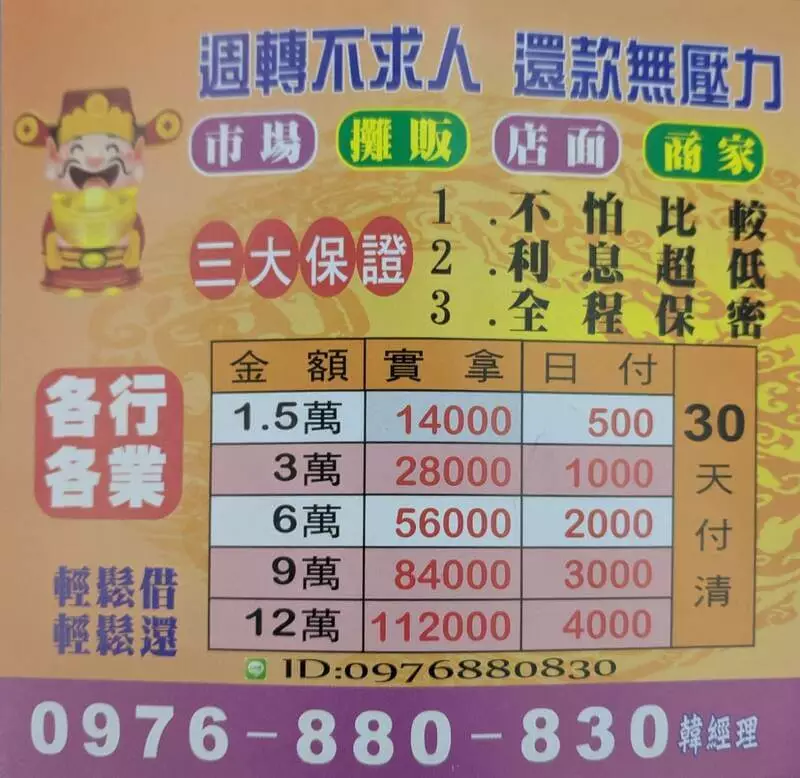 週轉不求人 還款無壓力
市場 攤販 店面 商家
三大保證
1.不怕比較
2.利息超低
3.全程保密
各行各業
金額 實拿 日付
1.5萬 14000 500
3萬 28000 1000
6萬 56000 2000
9萬 84000 3000
12萬 112000 4000
30天付清
輕鬆借
輕鬆還
ID:0976880830
0976-880-830 韓經理